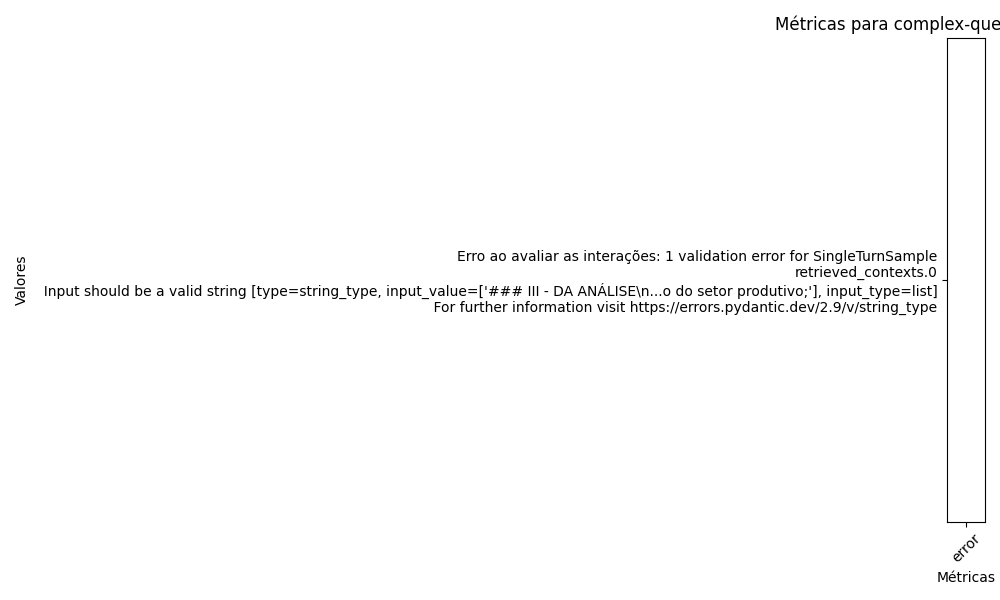 Métricas para complex-que
Valores
Erro ao avaliar as interações: 1 validation error for SingleTurnSample
retrieved_contexts.0
Input should be a valid string [type=string_type, input_value=['### III - DA ANÁLISE\n...o do setor produtivo;'], input_type=list]
For further information visit https://errors.pydantic.dev/2.9/v/string_type
error
Métricas